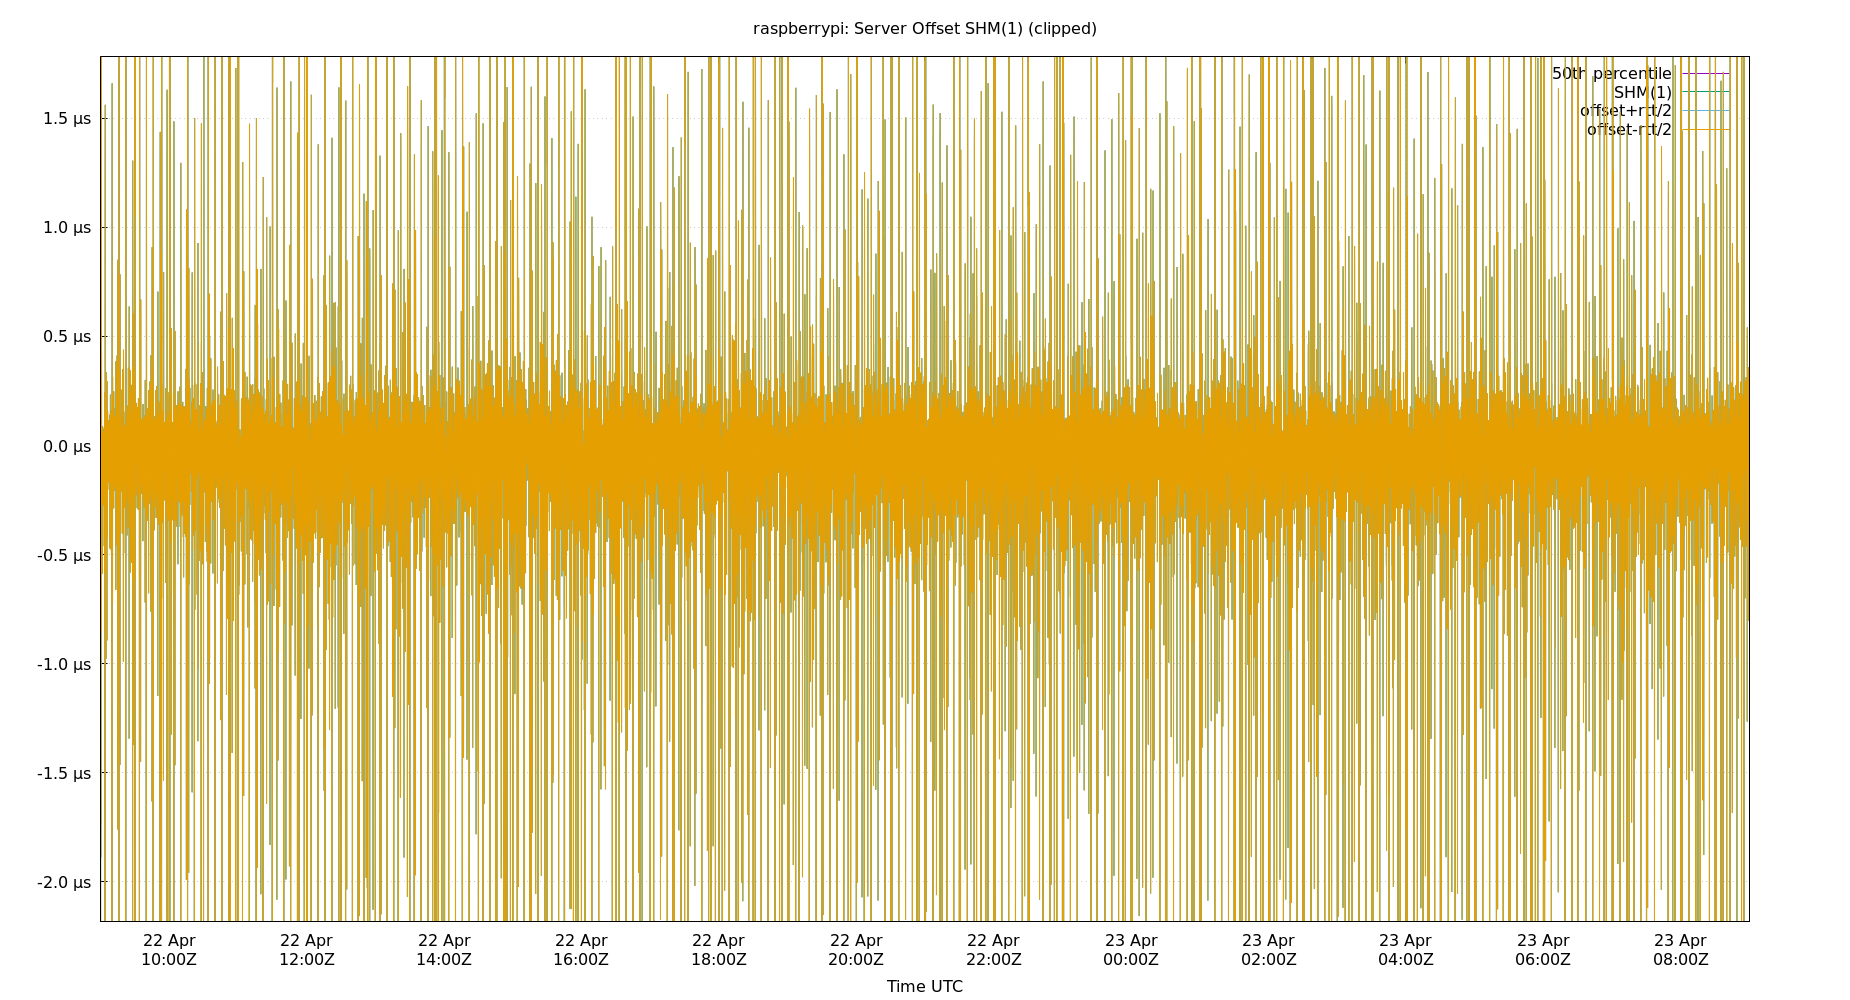 raspberrypi: Server Offset SHM(1) (clipped)
50th percentile
SHM(1)
offset+rtt/2
offset-rtt/2
1.5 µs
1.0 µs
0.5 µs
0.0 µs
-0.5 µs
-1.0 µs
-1.5 µs
-2.0 µs
22 Apr 22 Apr 22 Apr 22 Apr 22 Apr 22 Apr 22 Apr 23 Apr 23 Apr 23 Apr 23 Apr 23 Apr
10:00Z 12:00Z 14:00Z 16:00Z 18:00Z 20:00Z 22:00Z 00:00Z 02:00Z 04:00Z 06:00Z 08:00Z
Time UTC